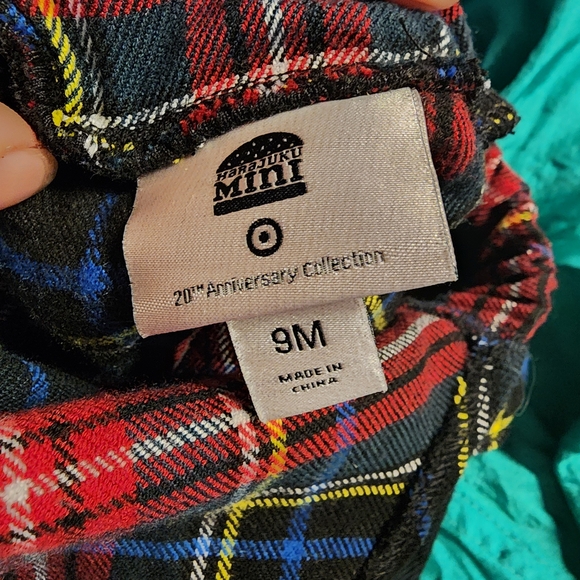 HARAJUKU
MINI
20TH Anniversary Collection
9M
MADE IN
CHINA